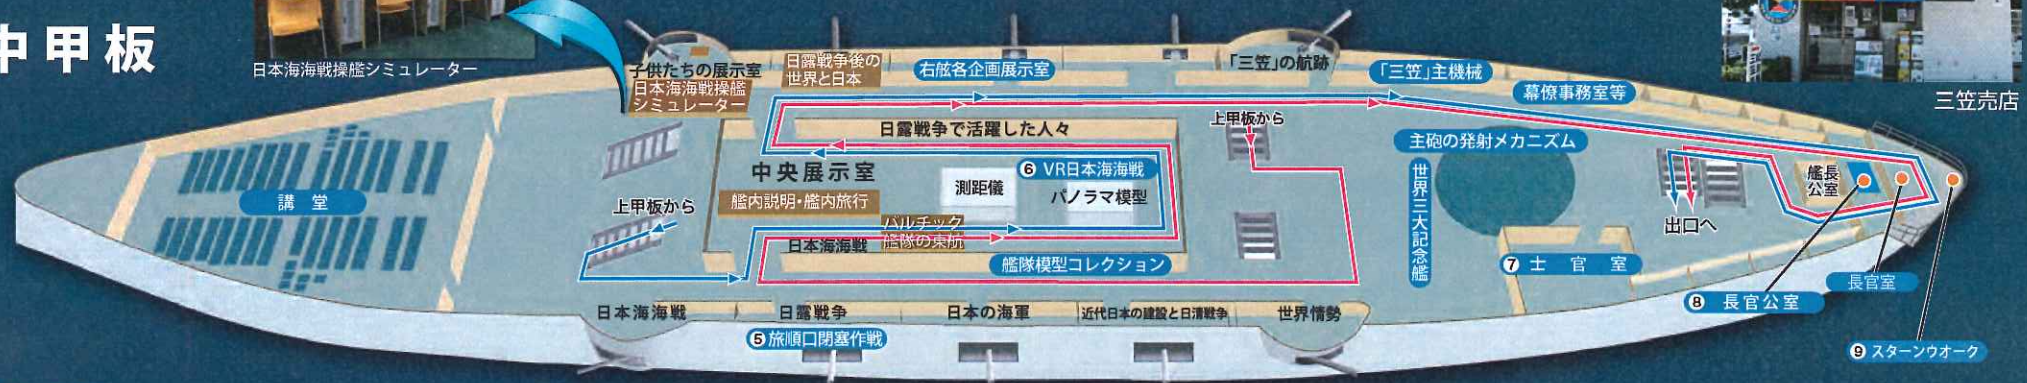 中甲板
日本海海戦操艦シミュレーター
子供たちの展示室
日本海海戦操艦
シミュレーター
日露戦争後の
世界と日本
右舷各企画展示室
「三笠」の航跡
「三笠」主機械
幕僚事務室等
三笠売店
日露戦争で活躍した人々
上甲板から
主砲の発射メカニズム
中央展示室
⑥ VR日本海海戦
測距儀
パノラマ模型
艦内説明・艦内旅行
世界三大記念艦
艦長
公室
講堂
上甲板から
バルチック
艦隊の東航
日本海海戦
出口へ
艦隊模型コレクション
⑦ 士官室
長官室
⑧ 長官公室
日本海海戦
日露戦争
日本の海軍
近代日本の建設と日清戦争
世界情勢
⑤ 旅順口閉塞作戦
⑨ スターンウオーク